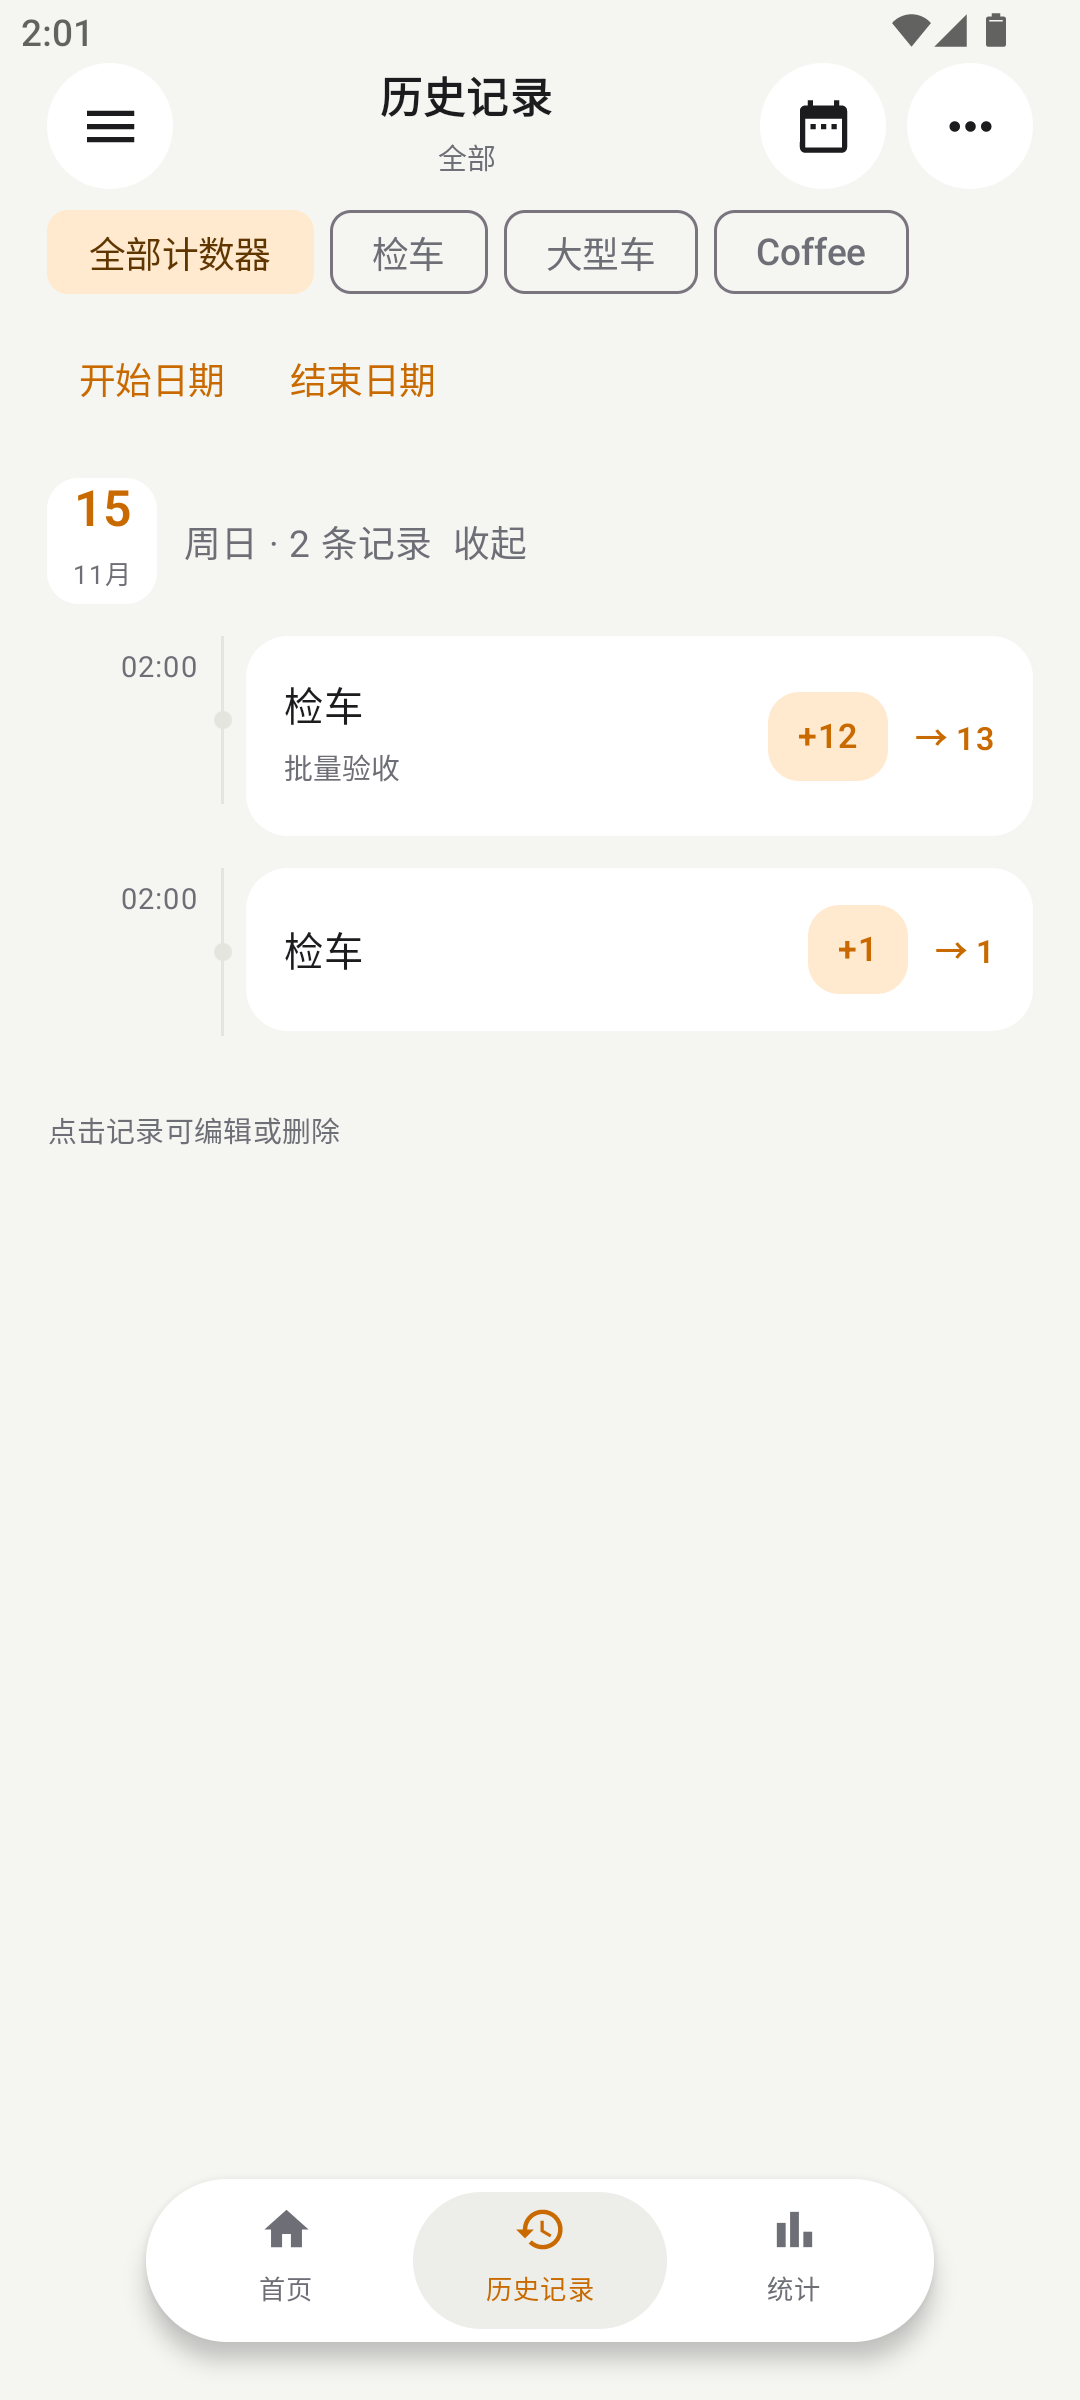 2:01
历史记录
全部
全部计数器 检车 大型车 Coffee
开始日期 结束日期
15
11月
周日 · 2 条记录 收起
02:00
检车
批量验收
+12 → 13
02:00
检车
+1 → 1
点击记录可编辑或删除
首页 历史记录 统计